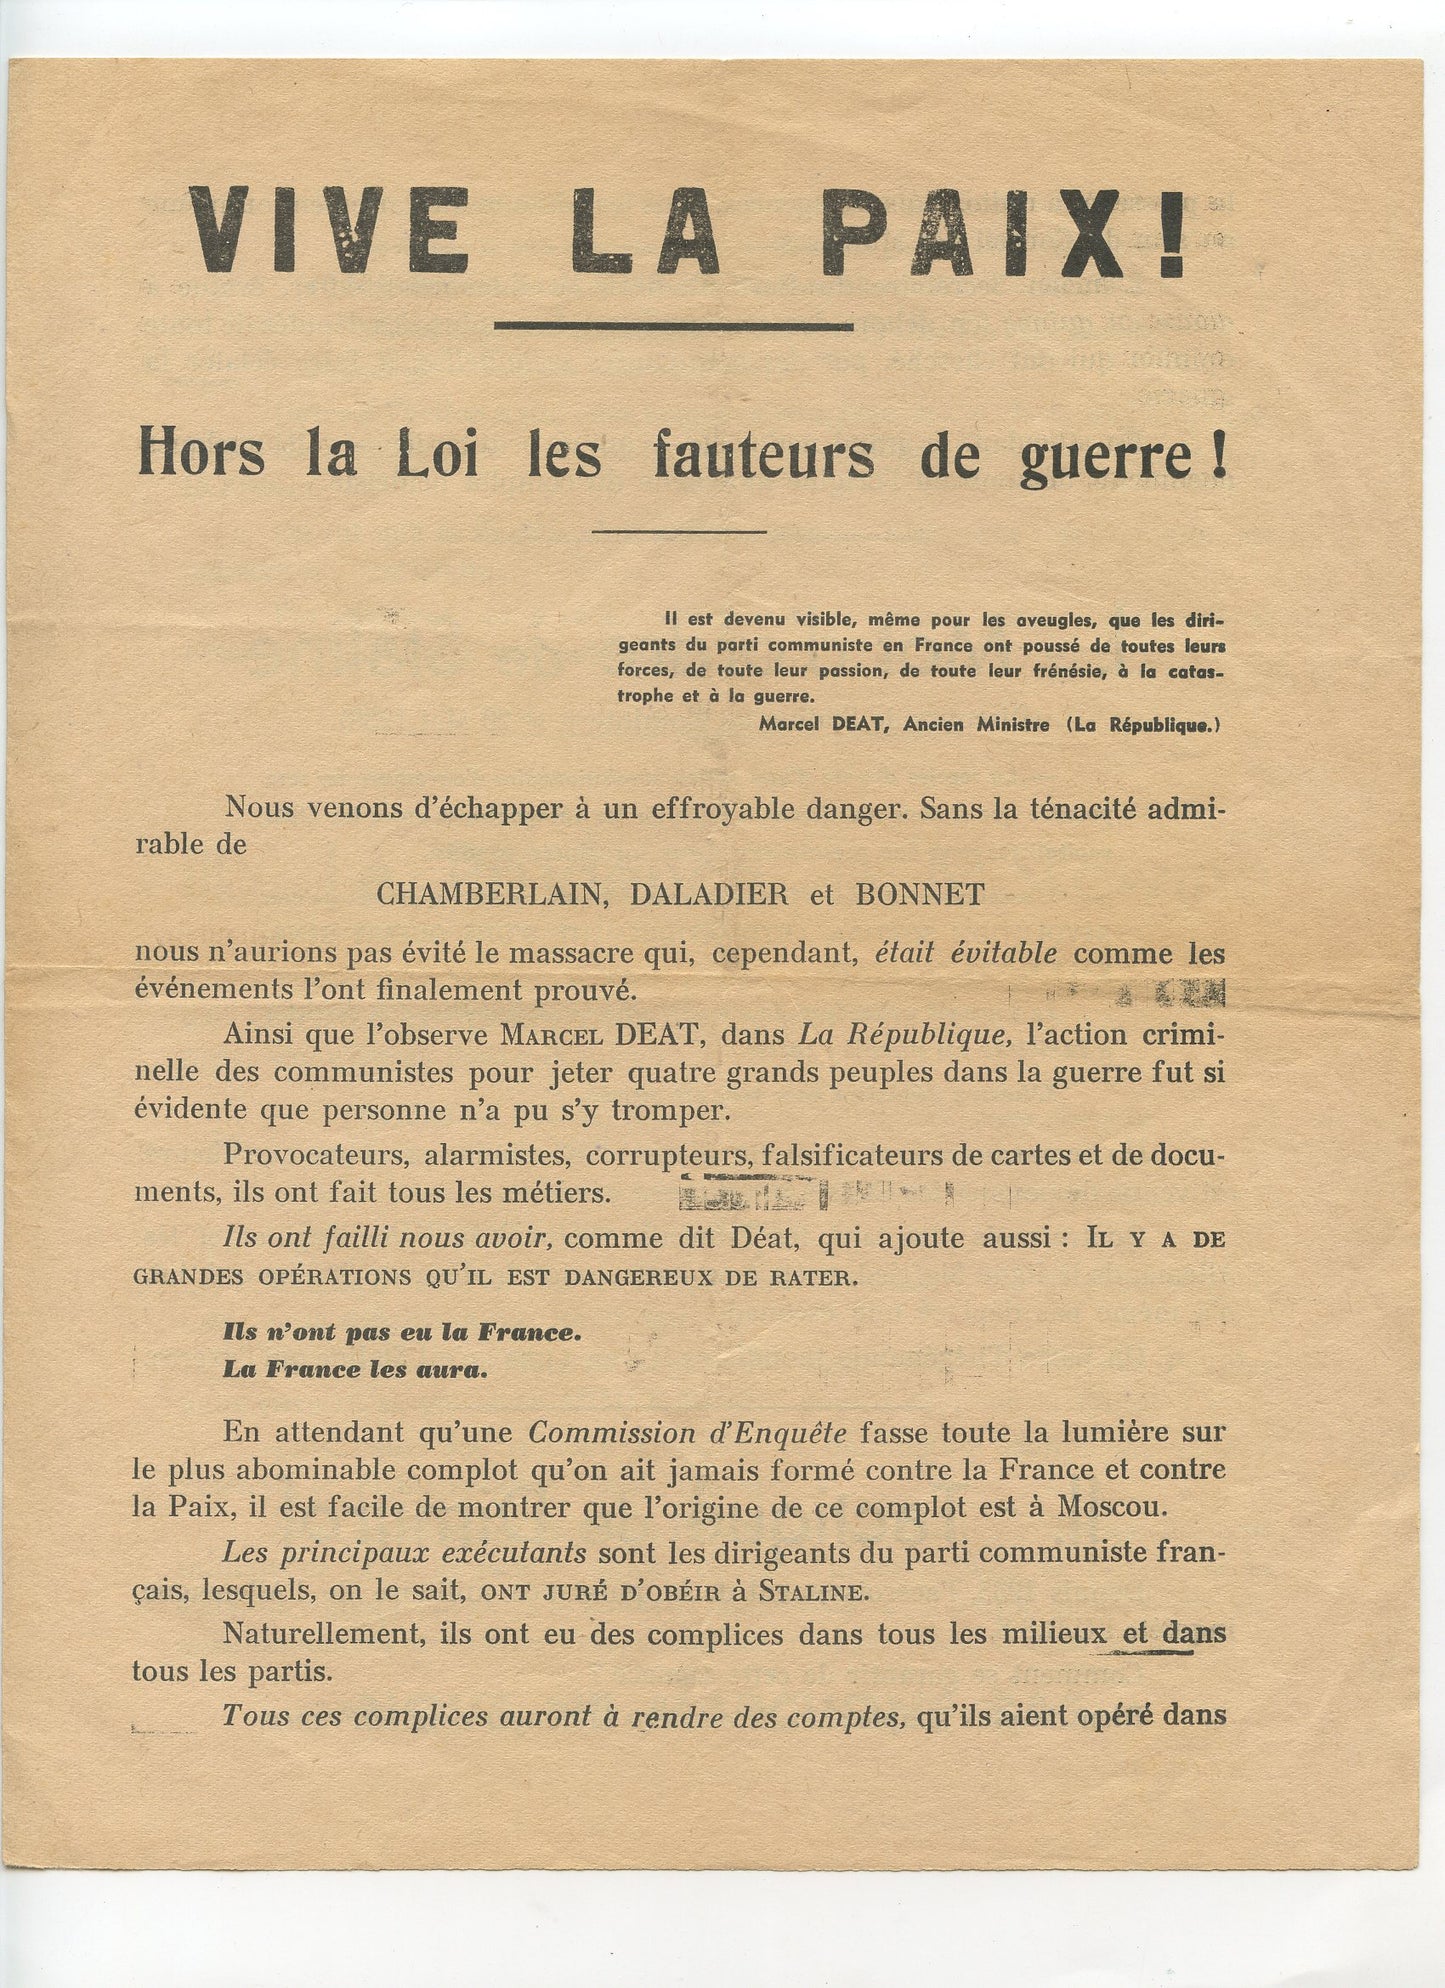 VIVE LA PAIX!
Hors la Loi les fauteurs de guerre !
Il est devenu visible, même pour les aveugles, que les diri-
geants du parti communiste en France ont poussé de toutes leurs
forces, de toute leur passion, de toute leur frénésie, à la catas-
trophe et à la guerre.
Marcel DEAT, Ancien Ministre (La République.)
Nous venons d'échapper à un effroyable danger. Sans la ténacité admi-
rable de
CHAMBERLAIN, DALADIER et BONNET
nous n'aurions pas évité le massacre qui, cependant, était évitable comme les
événements l'ont finalement prouvé.
Ainsi que l'observe MARCEL DEAT, dans La République, l'action crimi-
nelle des communistes pour jeter quatre grands peuples dans la guerre fut si
évidente que personne n'a pu s'y tromper.
Provocateurs, alarmistes, corrupteurs, falsificateurs de cartes et de docu-
ments, ils ont fait tous les métiers.
Ils ont failli nous avoir, comme dit Déat, qui ajoute aussi : IL Y A DE
GRANDES OPÉRATIONS QU'IL EST DANGEREUX DE RATER.
Ils n'ont pas eu la France.
La France les aura.
En attendant qu'une Commission d'Enquête fasse toute la lumière sur
le plus abominable complot qu'on ait jamais formé contre la France et contre
la Paix, il est facile de montrer que l'origine de ce complot est à Moscou.
Les principaux exécutants sont les dirigeants du parti communiste fran-
çais, lesquels, on le sait, ONT JURÉ D'OBÉIR à STALINE.
Naturellement, ils ont eu des complices dans tous les milieux et dans
tous les partis.
Tous ces complices auront à rendre des comptes, qu'ils aient opéré dans